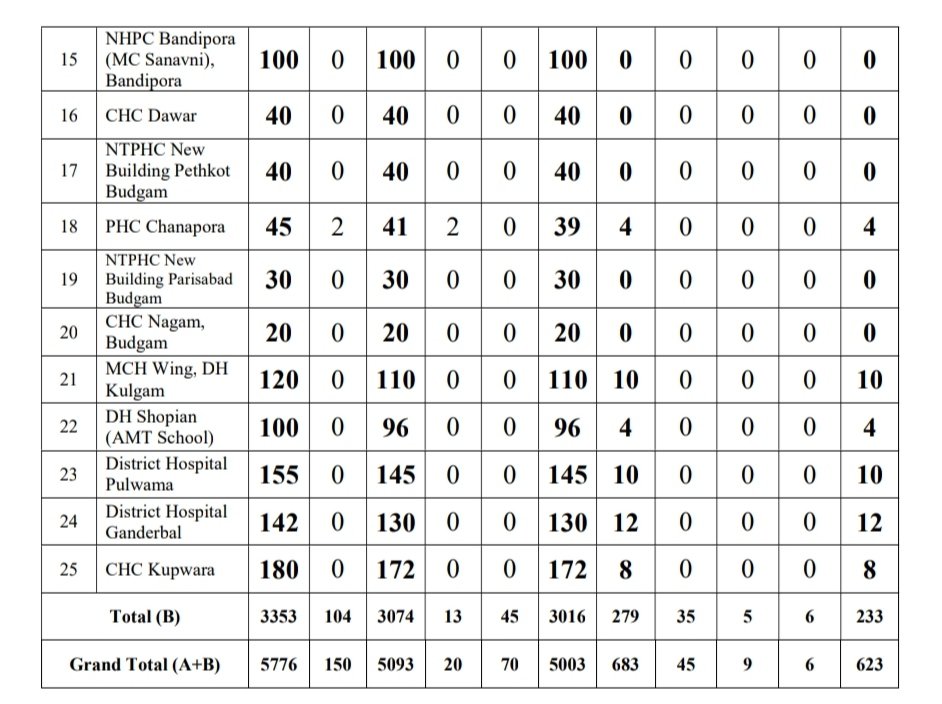 15 NHPC Bandipora (MC Sanavni), Bandipora 100 0 100 0 0 100 0 0 0 0 0
16 CHC Dawar 40 0 40 0 0 40 0 0 0 0 0
17 NTPHC New Building Pethkot Budgam 40 0 40 0 0 40 0 0 0 0 0
18 PHC Chanapora 45 2 41 2 0 39 4 0 0 0 4
19 NTPHC New Building Parisabad Budgam 30 0 30 0 0 30 0 0 0 0 0
20 CHC Nagam, Budgam 20 0 20 0 0 20 0 0 0 0 0
21 MCH Wing, DH Kulgam 120 0 110 0 0 110 10 0 0 0 10
22 DH Shopian (AMT School) 100 0 96 0 0 96 4 0 0 0 4
23 District Hospital Pulwama 155 0 145 0 0 145 10 0 0 0 10
24 District Hospital Ganderbal 142 0 130 0 0 130 12 0 0 0 12
25 CHC Kupwara 180 0 172 0 0 172 8 0 0 0 8
Total (B) 3353 104 3074 13 45 3016 279 35 5 6 233
Grand Total (A+B) 5776 150 5093 20 70 5003 683 45 9 6 623